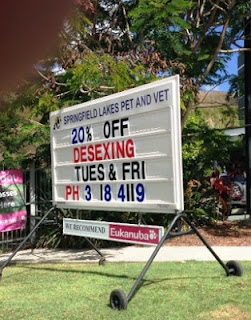 SPRINGFIELD LAKES PET AND VET
20% OFF
DESEXING
TUES & FRI
PH 3 18 4119
WE RECOMMEND Eukanuba